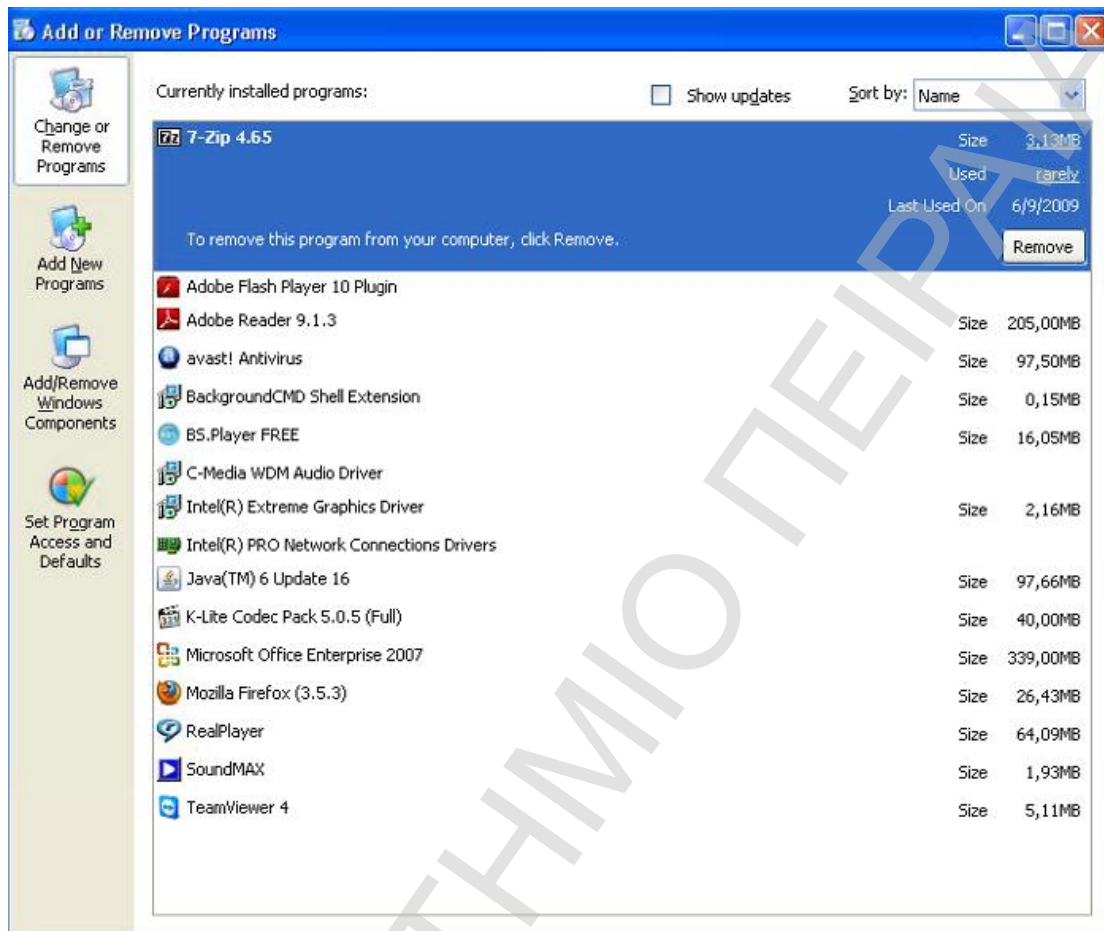 Add or Remove Programs
Change or
Remove
Programs
Add New
Programs
Add/Remove
Windows
Components
Set Program
Access and
Defaults
Currently installed programs:
Show updates
Sort by: Name
7-Zip 4.65 Size 3,13MB
Used rarely
Last Used On 6/9/2009
To remove this program from your computer, click Remove.
Remove
Adobe Flash Player 10 Plugin
Adobe Reader 9.1.3 Size 205,00MB
avast! Antivirus Size 97,50MB
BackgroundCMD Shell Extension Size 0,15MB
BS.Player FREE Size 16,05MB
C-Media WDM Audio Driver
Intel(R) Extreme Graphics Driver Size 2,16MB
Intel(R) PRO Network Connections Drivers
Java(TM) 6 Update 16 Size 97,66MB
K-Lite Codec Pack 5.0.5 (Full) Size 40,00MB
Microsoft Office Enterprise 2007 Size 339,00MB
Mozilla Firefox (3.5.3) Size 26,43MB
RealPlayer Size 64,09MB
SoundMAX Size 1,93MB
TeamViewer 4 Size 5,11MB
ΤΗΜΙΟ ΠΕΙΡΑΙΑ